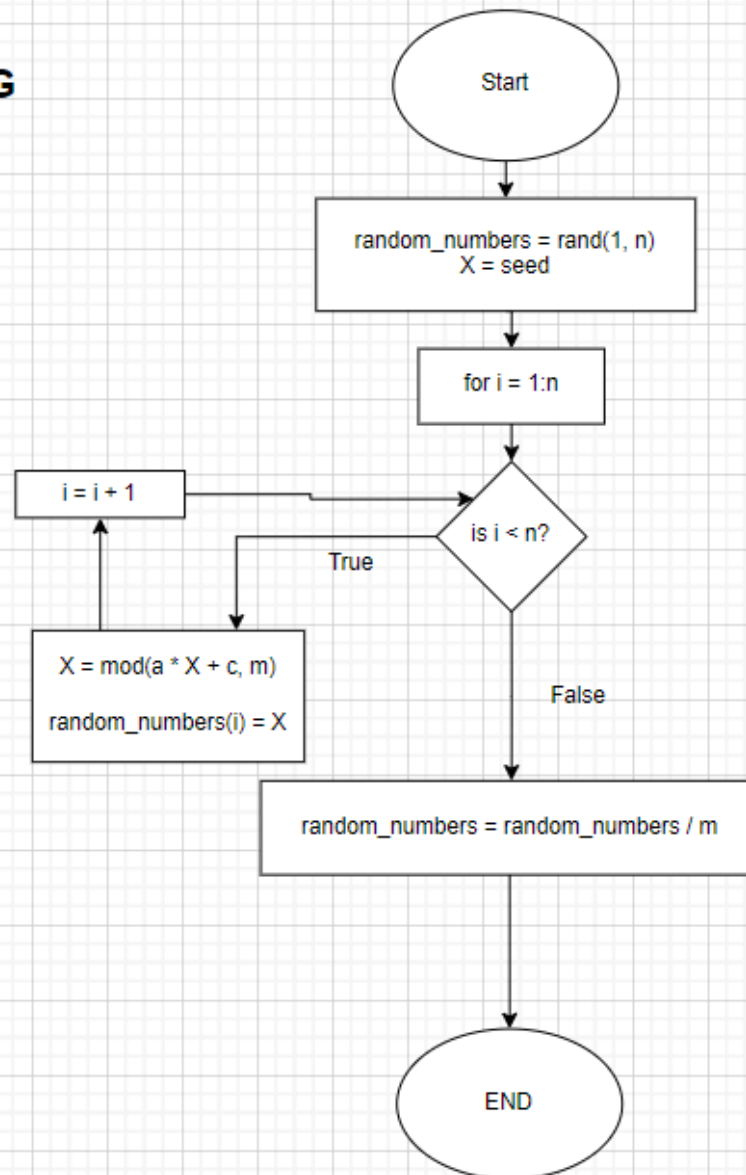 G
Start
random_numbers = rand(1, n)
X = seed
for i = 1:n
i = i + 1
is i < n?
True
X = mod(a * X + c, m)
random_numbers(i) = X
False
random_numbers = random_numbers / m
END